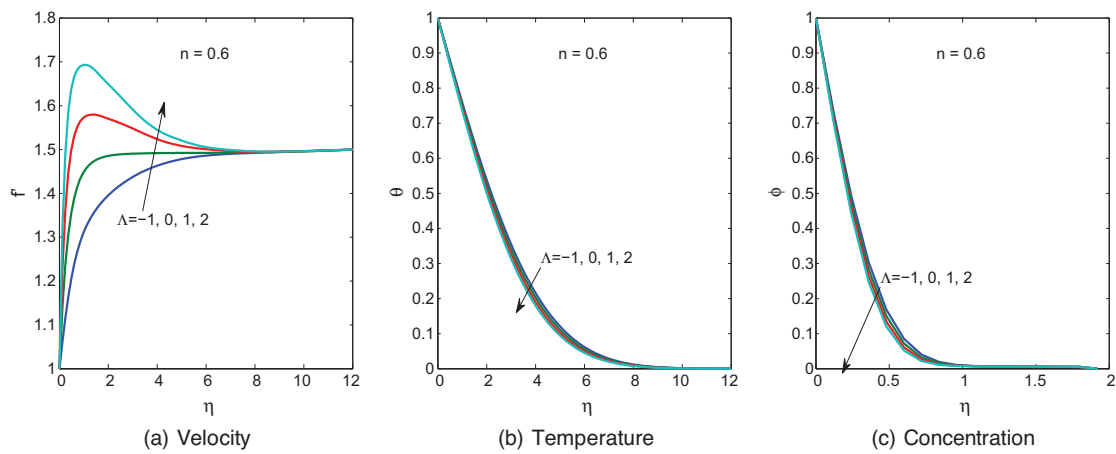 1.8
1.7
1.6
1.5
1.4
1.3
1.2
1.1
1
f'
n = 0.6
Λ=−1, 0, 1, 2
0 2 4 6 8 10 12
η
(a) Velocity
1
0.9
0.8
0.7
0.6
0.5
0.4
0.3
0.2
0.1
0
θ
n = 0.6
Λ=−1, 0, 1, 2
0 2 4 6 8 10 12
η
(b) Temperature
1
0.9
0.8
0.7
0.6
0.5
0.4
0.3
0.2
0.1
0
ϕ
n = 0.6
Λ=−1, 0, 1, 2
0 0.5 1 1.5 2
η
(c) Concentration